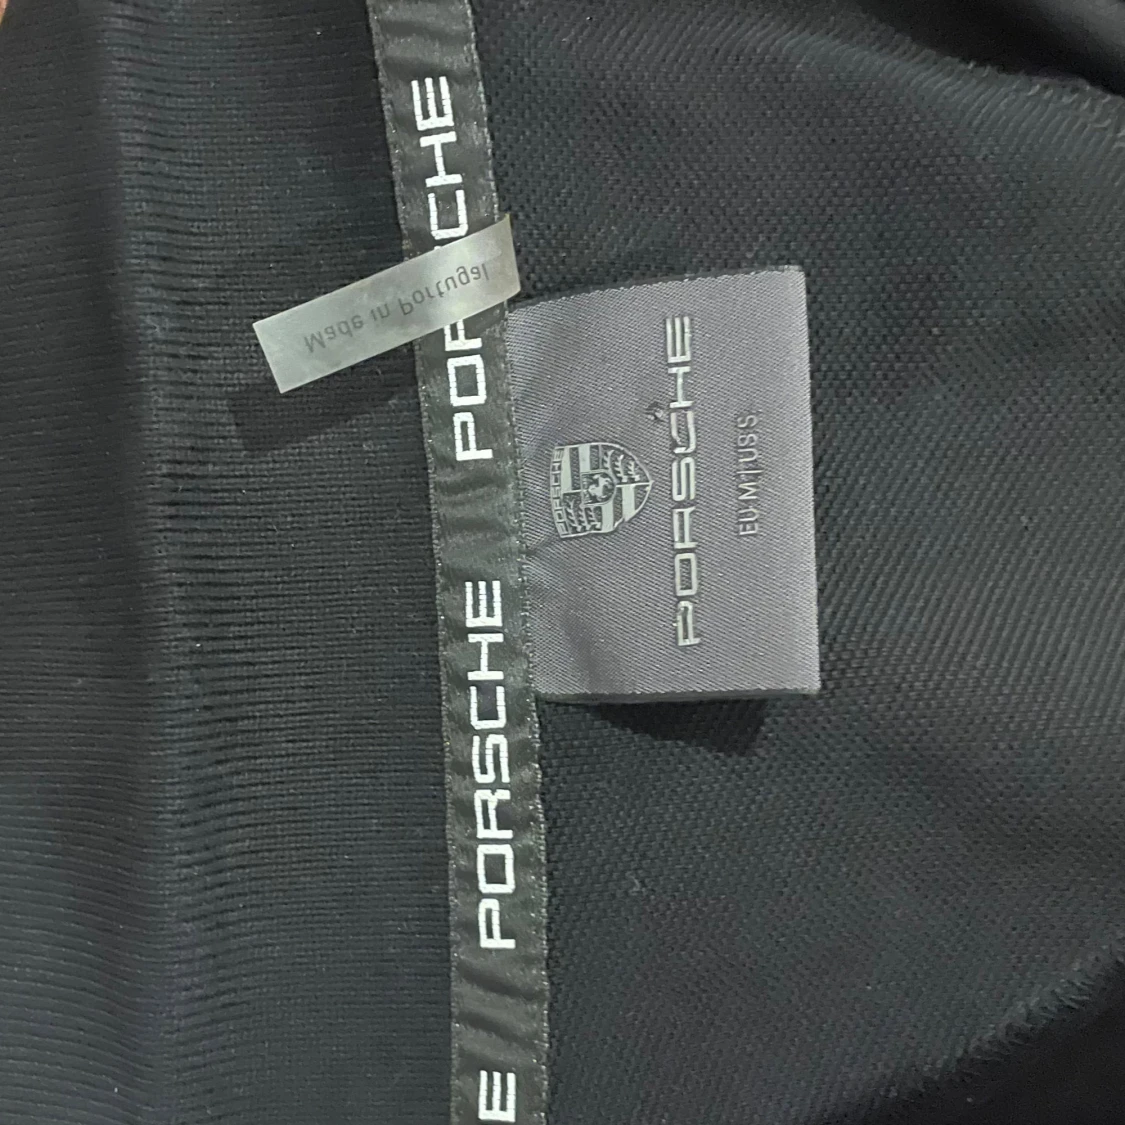 PORSCHE
PORSCHE
E
Made in Portugal
PORSCHE
PORSCHE
EU M | US S